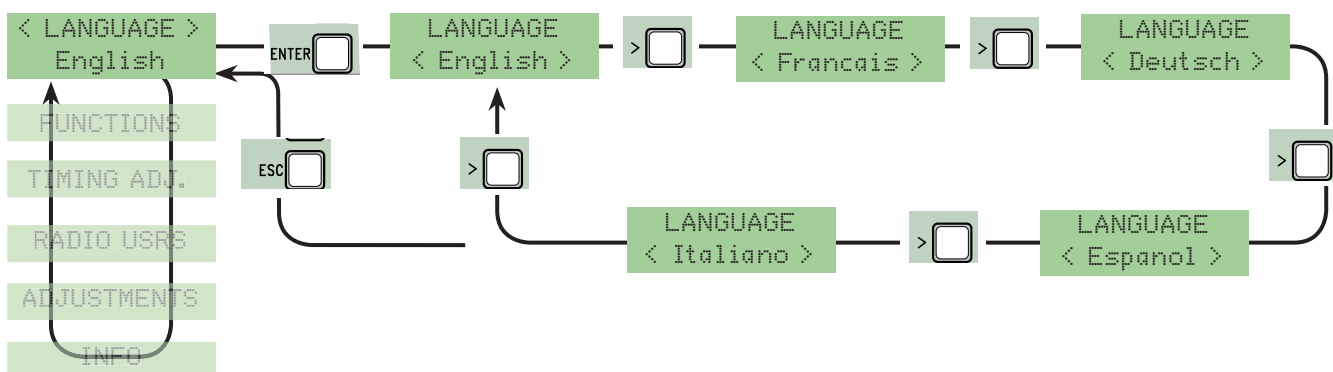 < LANGUAGE >
English
ENTER
LANGUAGE
< English >
>
LANGUAGE
< Francais >
>
LANGUAGE
< Deutsch >
>
LANGUAGE
< Espanol >
>
LANGUAGE
< Italiano >
>
ESC
FUNCTIONS
TIMING ADJ.
RADIO USRS
ADJUSTMENTS
INFO